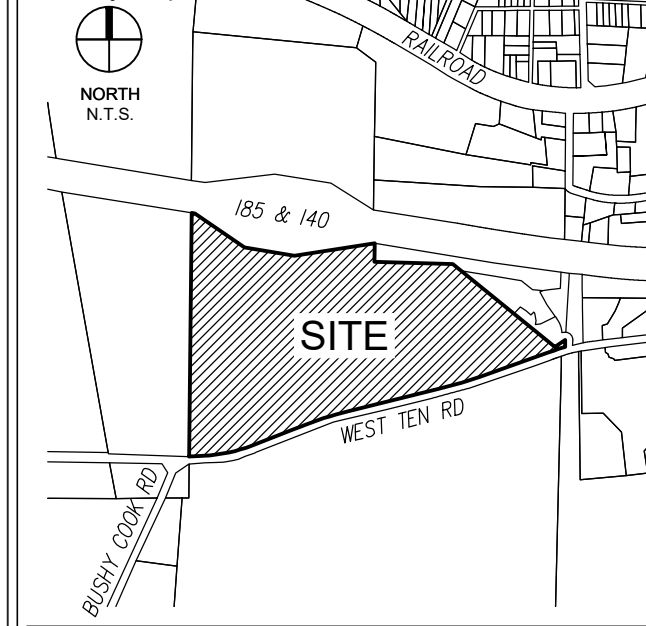 NORTH
N.T.S.
RAILROAD
185 & 140
SITE
WEST TEN RD
BUSHY COOK RD